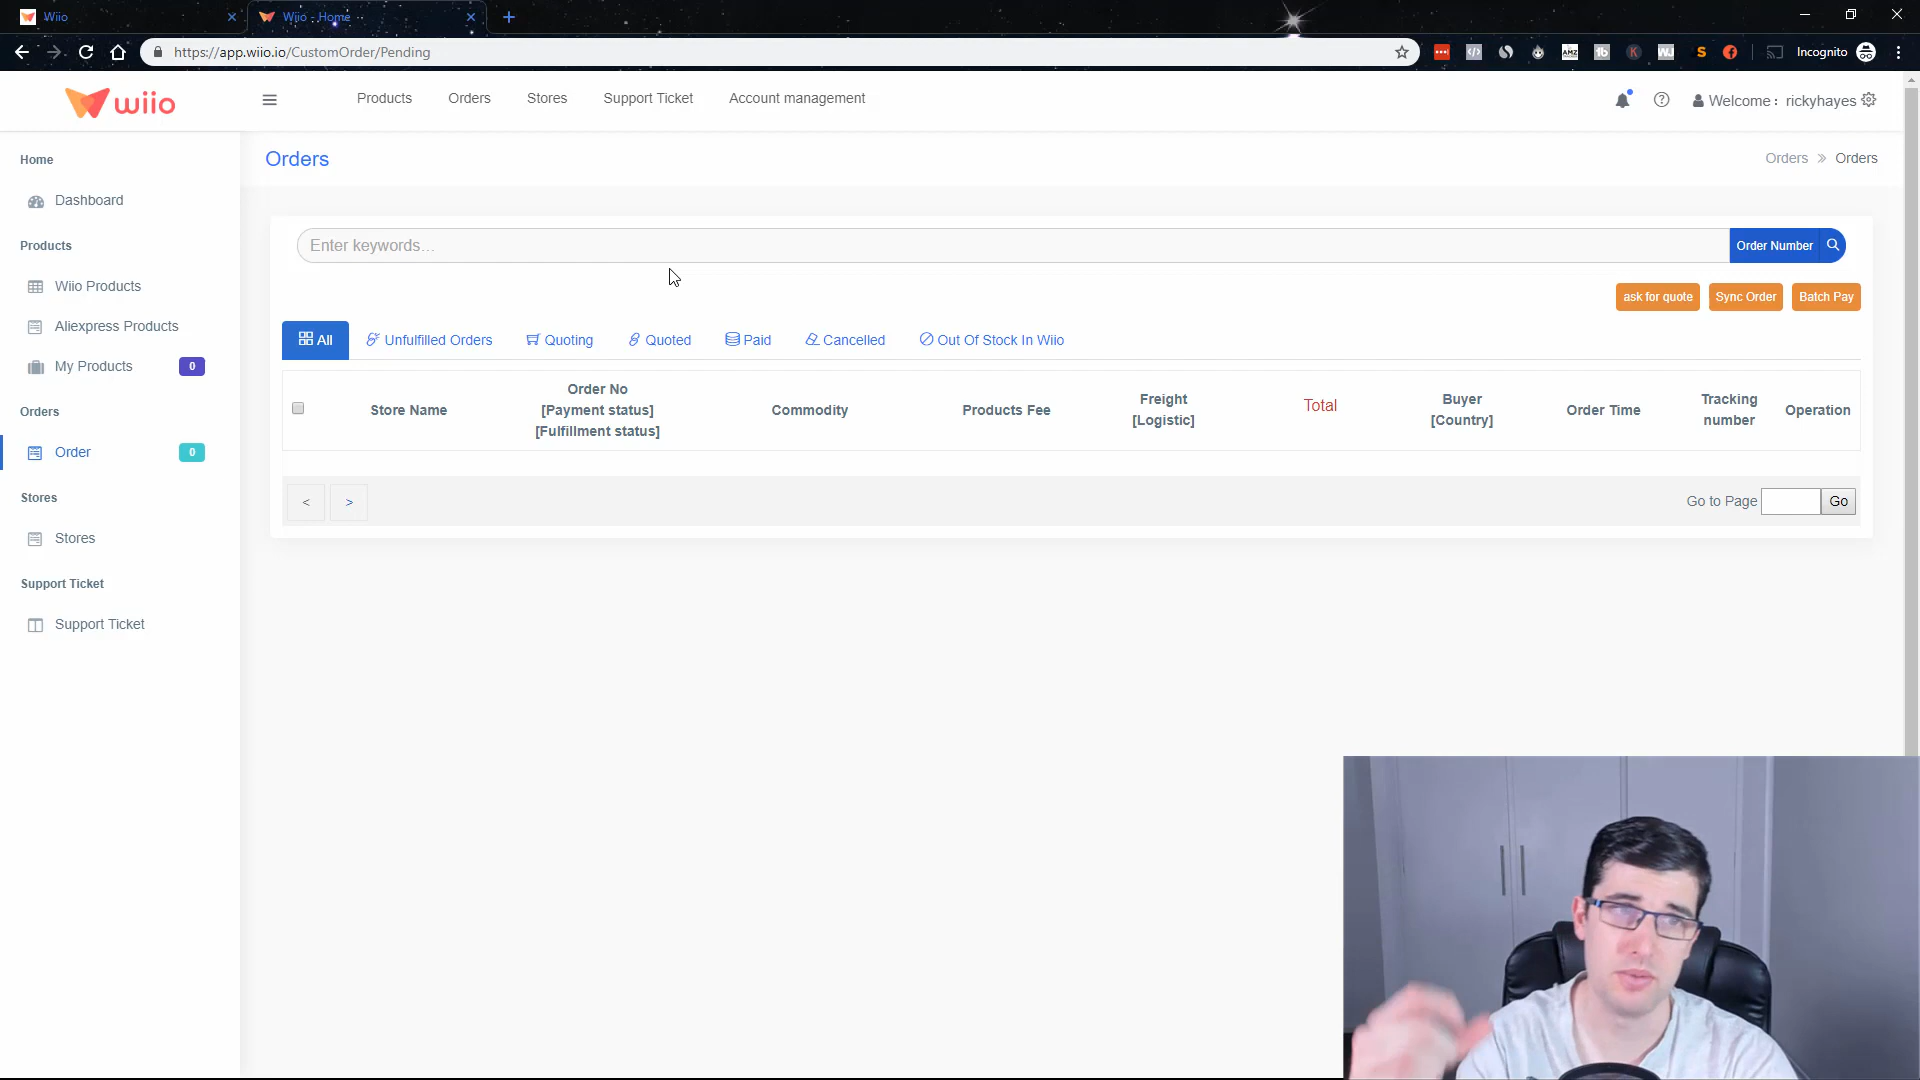 Wiio
Wiio - Home
https://app.wiio.io/CustomOrder/Pending
Incognito
wiio
Products
Orders
Stores
Support Ticket
Account management
Welcome : rickyhayes
Home
Dashboard
Products
Wiio Products
Aliexpress Products
My Products 0
Orders
Order 0
Stores
Stores
Support Ticket
Support Ticket
Orders
Orders » Orders
Enter keywords...
Order Number
ask for quote
Sync Order
Batch Pay
All
Unfulfilled Orders
Quoting
Quoted
Paid
Cancelled
Out Of Stock In Wiio
Store Name
Order No
[Payment status]
[Fulfillment status]
Commodity
Products Fee
Freight
[Logistic]
Total
Buyer
[Country]
Order Time
Tracking
number
Operation
< >
Go to Page
Go